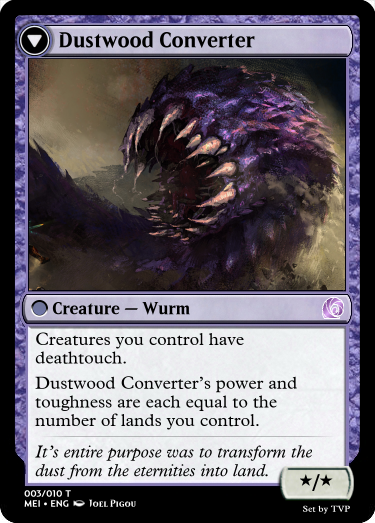 Dustwood Converter
Creature — Wurm
Creatures you control have
deathtouch.
Dustwood Converter's power and
toughness are each equal to the
number of lands you control.
It's entire purpose was to transform the
dust from the eternities into land.
★/★
003/010 T
MEI • ENG Joel Pigou
Set by TVP